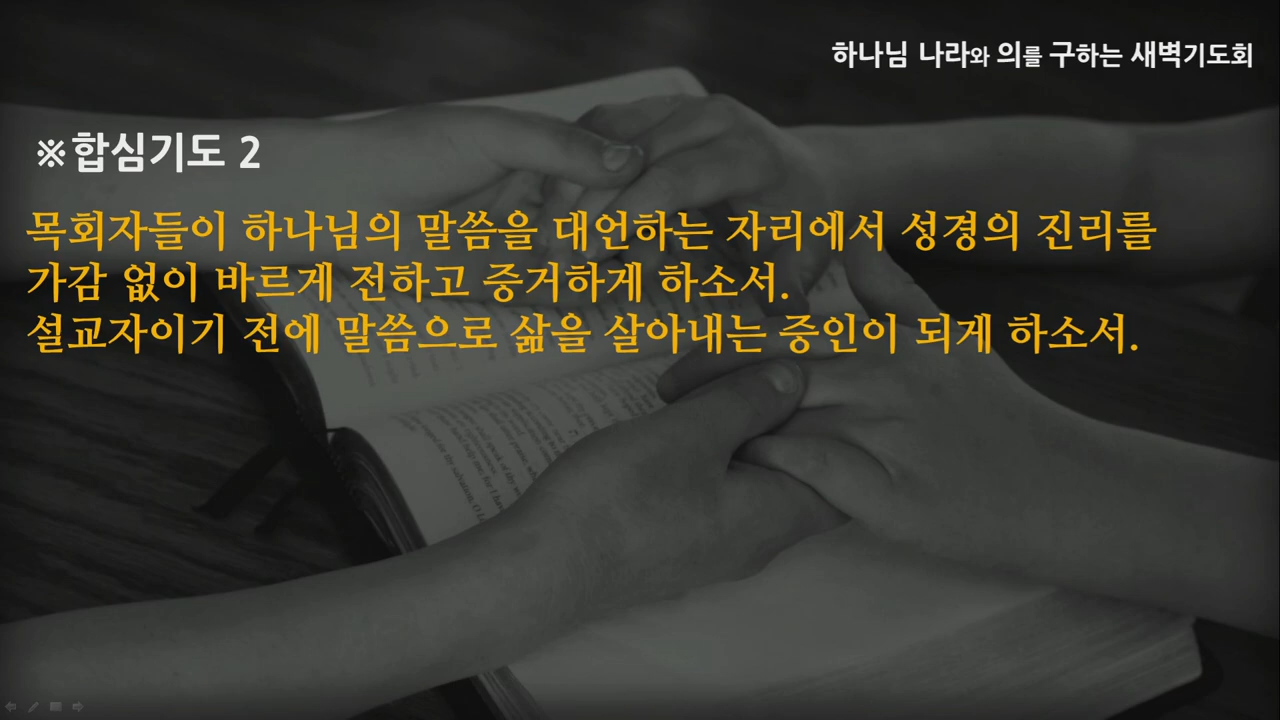 하나님 나라와 의를 구하는 새벽기도회
※합심기도 2
목회자들이 하나님의 말씀을 대언하는 자리에서 성경의 진리를
가감 없이 바르게 전하고 증거하게 하소서.
설교자이기 전에 말씀으로 삶을 살아내는 증인이 되게 하소서.